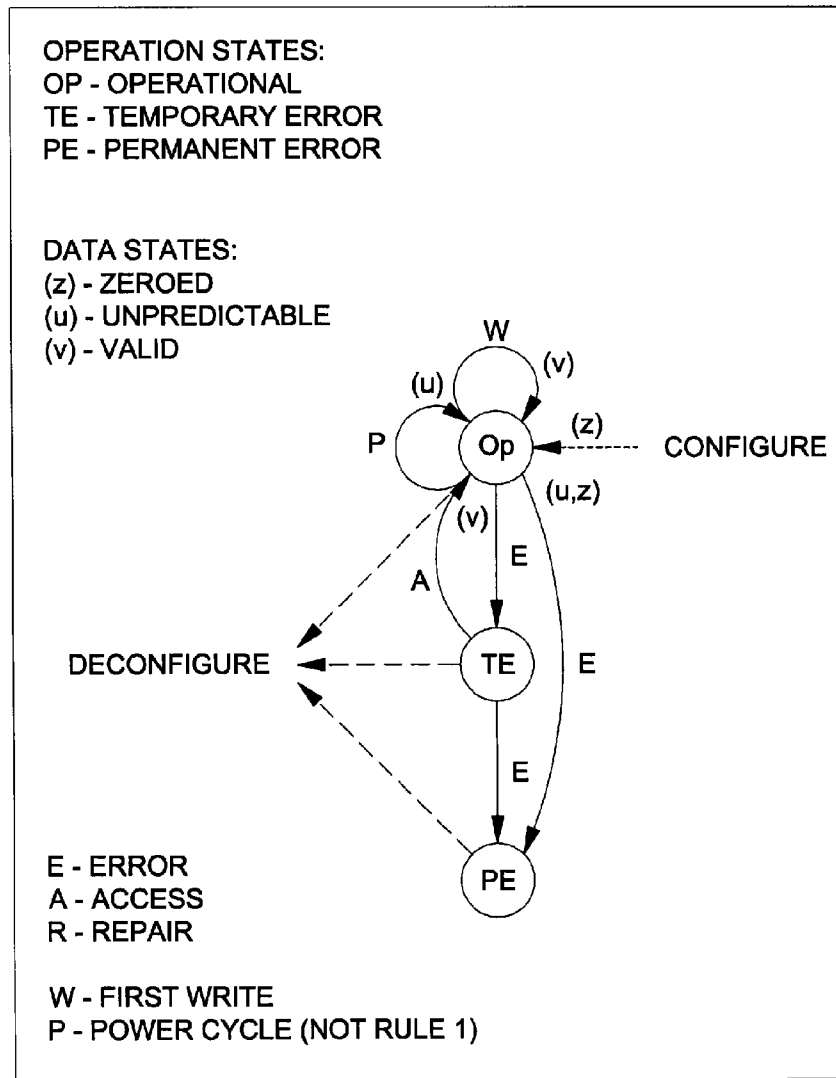 OPERATION STATES:
OP - OPERATIONAL
TE - TEMPORARY ERROR
PE - PERMANENT ERROR
DATA STATES:
(z) - ZEROED
(u) - UNPREDICTABLE
(v) - VALID
W
(u)
(v)
P
Op
(z)
CONFIGURE
(v)
(u,z)
E
A
DECONFIGURE
TE
E
E
PE
E - ERROR
A - ACCESS
R - REPAIR
W - FIRST WRITE
P - POWER CYCLE (NOT RULE 1)